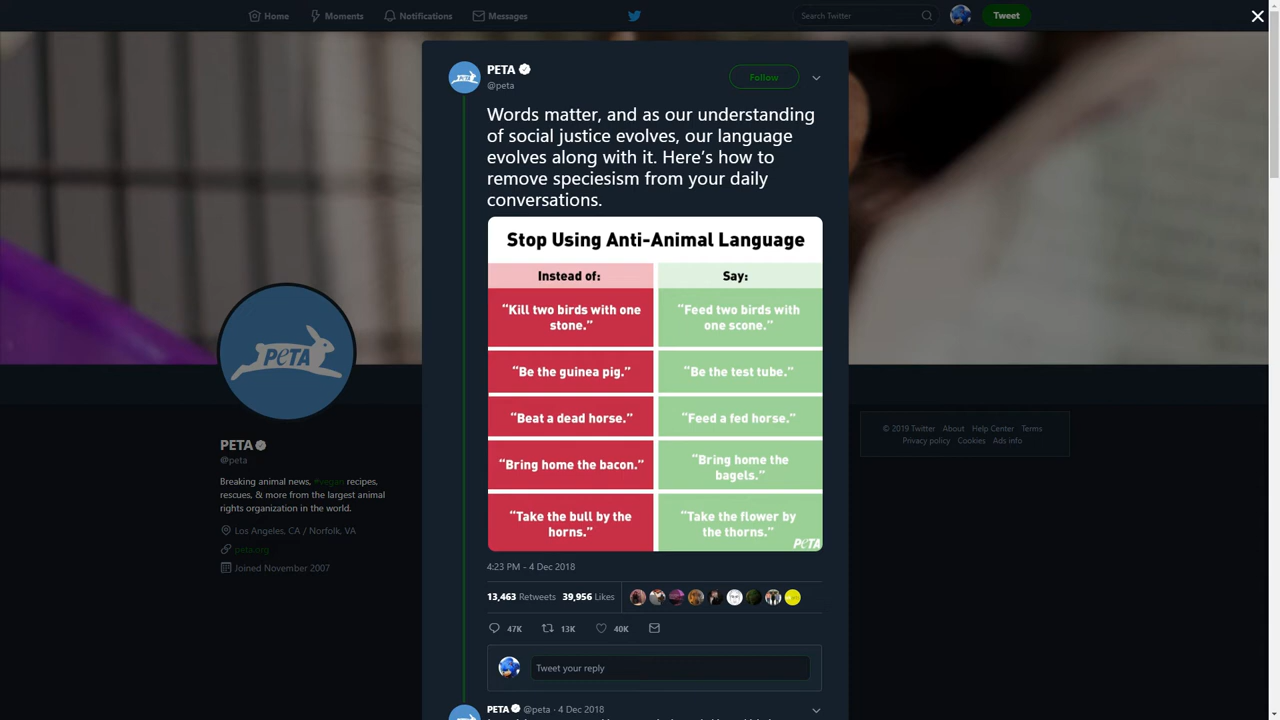 Home
Moments
Notifications
Messages
Search Twitter
Tweet
PETA
@peta
Follow
Words matter, and as our understanding
of social justice evolves, our language
evolves along with it. Here’s how to
remove speciesism from your daily
conversations.
Stop Using Anti-Animal Language
Instead of:
Say:
“Kill two birds with one
stone.”
“Feed two birds with
one scone.”
“Be the guinea pig.”
“Be the test tube.”
“Beat a dead horse.”
“Feed a fed horse.”
“Bring home the bacon.”
“Bring home the
bagels.”
“Take the bull by the
horns.”
“Take the flower by
the thorns.”
PETA
4:23 PM - 4 Dec 2018
13,463 Retweets 39,956 Likes
47K
13K
40K
Tweet your reply
PETA @peta · 4 Dec 2018
PETA
PETA
@peta
Breaking animal news, #vegan recipes,
rescues, & more from the largest animal
rights organization in the world.
Los Angeles, CA / Norfolk, VA
peta.org
Joined November 2007
© 2019 Twitter About Help Center Terms
Privacy policy Cookies Ads info